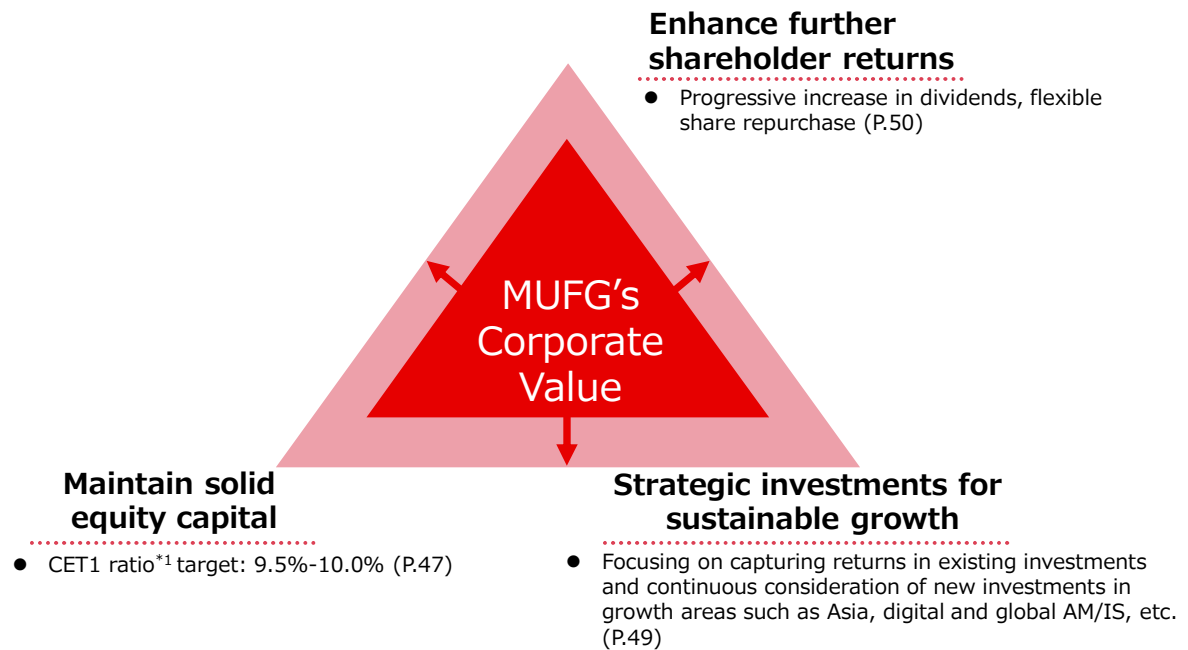 Enhance further
shareholder returns
● Progressive increase in dividends, flexible
share repurchase (P.50)
MUFG's
Corporate
Value
Maintain solid
equity capital
● CET1 ratio*1 target: 9.5%-10.0% (P.47)
Strategic investments for
sustainable growth
● Focusing on capturing returns in existing investments
and continuous consideration of new investments in
growth areas such as Asia, digital and global AM/IS, etc.
(P.49)